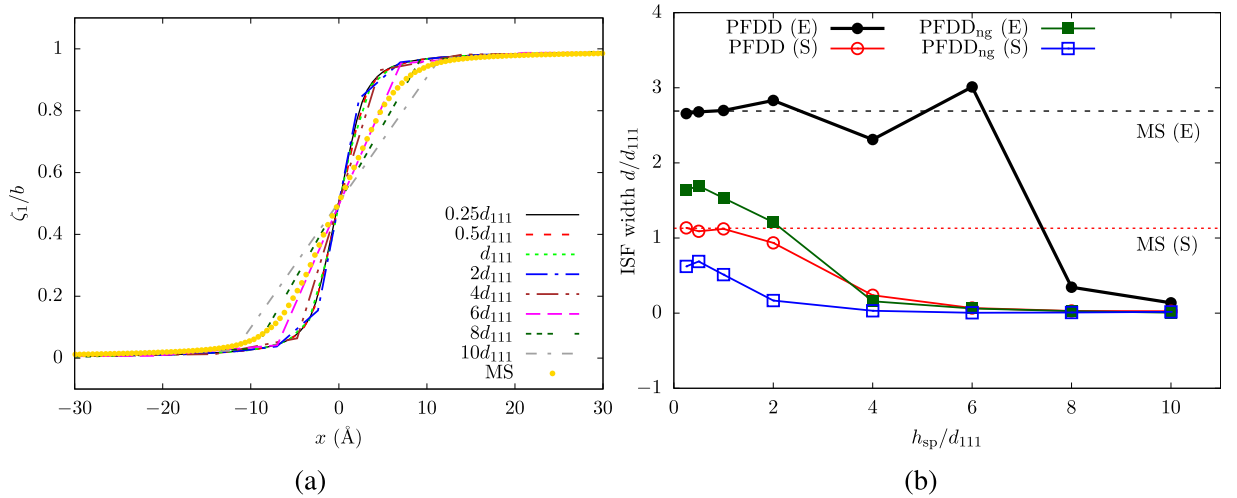 1
0.8
0.6
0.4
0.2
0
ζ₁/b
−30
−20
−10
0
10
20
30
x (Å)
0.25d₁₁₁
0.5d₁₁₁
d₁₁₁
2d₁₁₁
4d₁₁₁
6d₁₁₁
8d₁₁₁
10d₁₁₁
MS
(a)
4
3
2
1
0
−1
ISF width d/d₁₁₁
PFDD (E)
PFDD (S)
PFDDₙg (E)
PFDDₙg (S)
MS (E)
MS (S)
0
2
4
6
8
10
hₛₚ/d₁₁₁
(b)